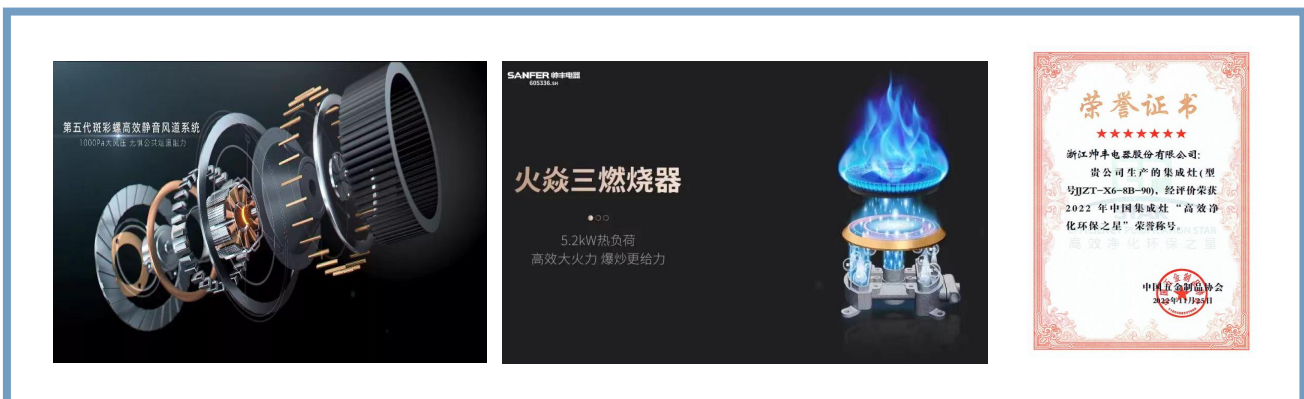 第五代斑彩螺高效静音风道系统
1000Pa大风压 无惧公共烟道阻力
SANFER 帅丰电器
605336.SH
火焱三燃烧器
5.2kW热负荷
高效大火力 爆炒更给力
荣誉证书
浙江帅丰电器股份有限公司:
贵公司生产的集成灶(型
号JJZT-X6-8B-90)，经评价荣获
2022 年中国集成灶“高效净
化环保之星”荣誉称号。
高效净化环保之星
中国五金制品协会
2022年11月25日